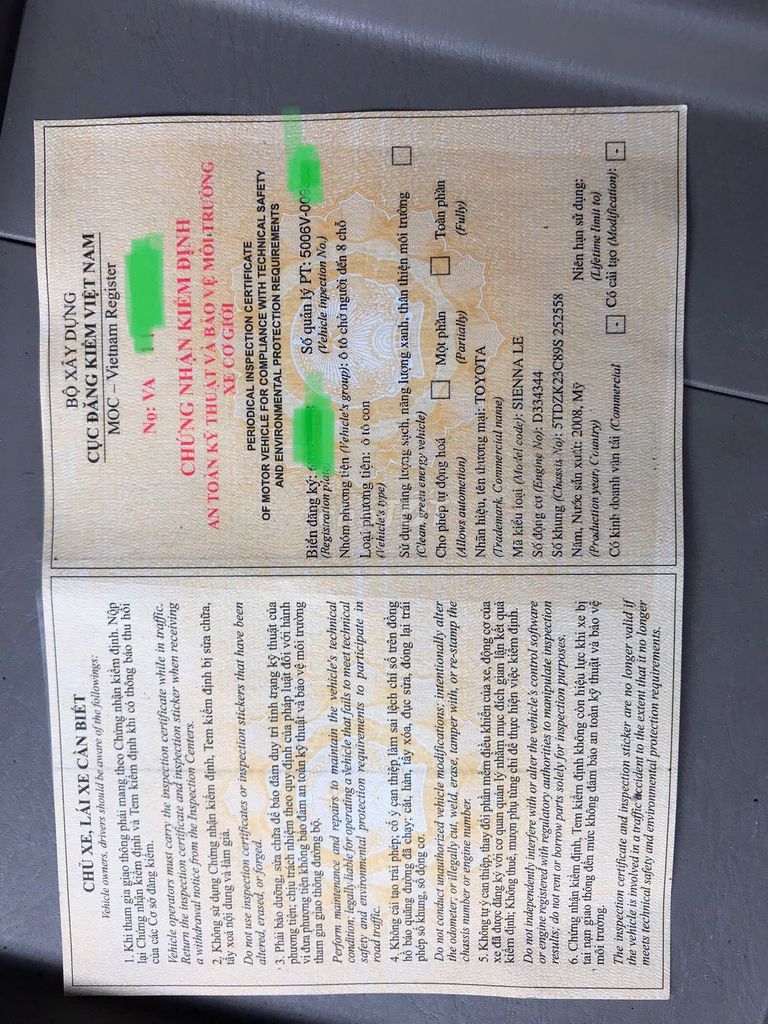 CHỦ XE, LÁI XE CẦN BIẾT
Vehicle owners, drivers should be aware of the followings:
1. Khi tham gia giao thông phải mang theo Chứng nhận kiểm định. Nộp
lại Chứng nhận kiểm định và Tem kiểm định khi có thông báo thu hồi
của các Cơ sở đăng kiểm.
Vehicle operators must carry the inspection certificate while in traffic.
Return the inspection certificate and inspection sticker when receiving
a withdrawal notice from the Inspection Centers.
2. Không sử dụng Chứng nhận kiểm định, Tem kiểm định bị sửa chữa,
tẩy xoá nội dung và làm giả.
Do not use inspection certificates or inspection stickers that have been
altered, erased, or forged.
3. Phải bảo dưỡng, sửa chữa để bảo đảm duy trì tình trạng kỹ thuật của
phương tiện; chịu trách nhiệm theo quy định của pháp luật đối với hành
vi đưa phương tiện không bảo đảm an toàn kỹ thuật và bảo vệ môi trường
tham gia giao thông đường bộ.
Perform maintenance and repairs to maintain the vehicle's technical
condition; legally liable for operating a vehicle that fails to meet technical
safety and environmental protection requirements to participate in
road traffic.
4. Không cải tạo trái phép; cố ý can thiệp làm sai lệch chỉ số trên đồng
hồ báo quãng đường đã chạy; cắt, hàn, tẩy xóa, đục sửa, đóng lại trái
phép số khung, số động cơ.
Do not conduct unauthorized vehicle modifications; intentionally alter
the odometer; or illegally cut, weld, erase, tamper with, or re-stamp the
chassis number or engine number.
5. Không tự ý can thiệp, thay đổi phần mềm điều khiển của xe, động cơ của
xe đã được đăng ký với cơ quan quản lý nhằm mục đích gian lận kết quả
kiểm định; Không thuê, mượn phụ tùng chỉ để thực hiện việc kiểm định.
Do not independently interfere with or alter the vehicle's control software
or engine registered with regulatory authorities to manipulate inspection
results; do not rent or borrow parts solely for inspection purposes.
6. Chứng nhận kiểm định, Tem kiểm định không còn hiệu lực khi xe bị
tai nạn giao thông đến mức không đảm bảo an toàn kỹ thuật và bảo vệ
môi trường.
The inspection certificate and inspection sticker are no longer valid if
the vehicle is involved in a traffic accident to the extent that it no longer
meets technical safety and environmental protection requirements.
BỘ XÂY DỰNG
CỤC ĐĂNG KIỂM VIỆT NAM
MOC – Vietnam Register
No: VA
CHỨNG NHẬN KIỂM ĐỊNH
AN TOÀN KỸ THUẬT VÀ BẢO VỆ MÔI TRƯỜNG
XE CƠ GIỚI
PERIODICAL INSPECTION CERTIFICATE
OF MOTOR VEHICLE FOR COMPLIANCE WITH TECHNICAL SAFETY
AND ENVIRONMENTAL PROTECTION REQUIREMENTS
Biển đăng ký: Số quản lý PT: 5006V-009
(Registration plate (Vehicle inpection No.)
Nhóm phương tiện (Vehicle's group): ô tô chở người đến 8 chỗ
Loại phương tiện: ô tô con
(Vehicle's type)
Sử dụng năng lượng sạch, năng lượng xanh, thân thiện môi trường
(Clean, green energy vehicle)
Cho phép tự động hoá Một phần Toàn phần
(Allows automation) (Partially) (Fully)
Nhãn hiệu, tên thương mại: TOYOTA
(Trademark, Commercial name)
Mã kiểu loại (Model code): SIENNA LE
Số động cơ (Engine No): D334344
Số khung (Chassis No): 5TDZK23C89S 252558
Năm, Nước sản xuất: 2008, Mỹ Niên hạn sử dụng:
(Production year, Country) (Lifetime limit to)
Có kinh doanh vận tải (Commercial - Có cải tạo (Modification): -